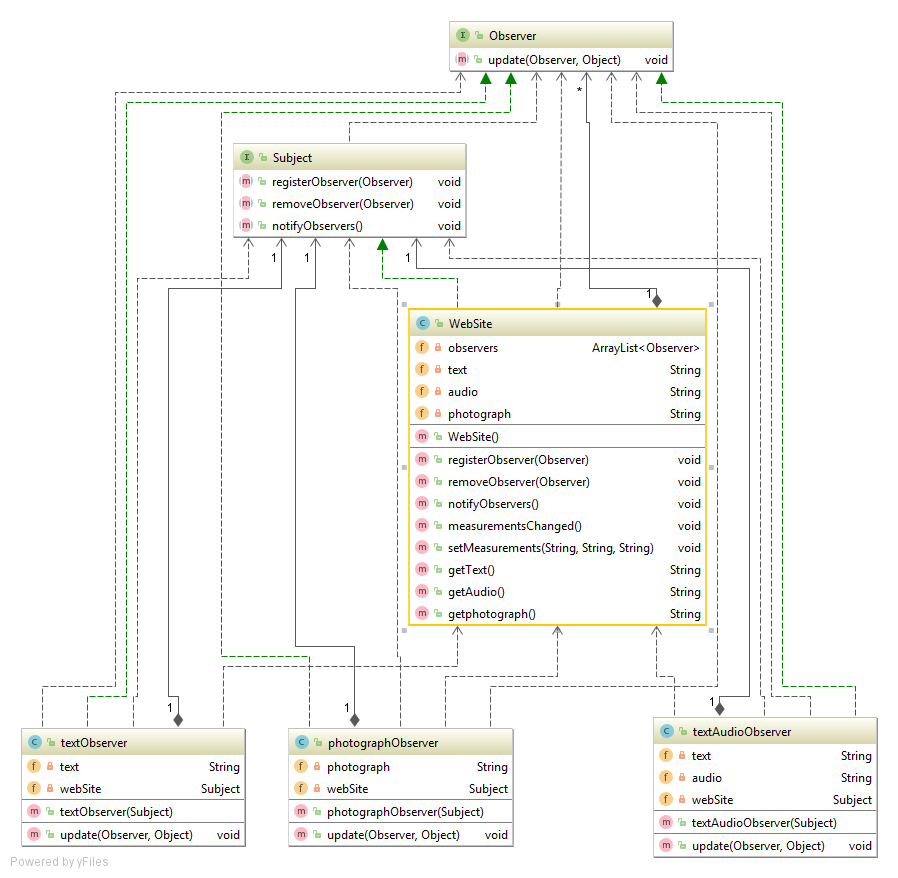 I Observer
m update(Observer, Object) void
*
I Subject
m registerObserver(Observer) void
m removeObserver(Observer) void
m notifyObservers() void
1 1 1
1
C WebSite
f observers ArrayList<Observer>
f text String
f audio String
f photograph String
m WebSite()
m registerObserver(Observer) void
m removeObserver(Observer) void
m notifyObservers() void
m measurementsChanged() void
m setMeasurements(String, String, String) void
m getText() String
m getAudio() String
m getphotograph() String
1
C textObserver
f text String
f webSite Subject
m textObserver(Subject)
m update(Observer, Object) void
1
C photographObserver
f photograph String
f webSite Subject
m photographObserver(Subject)
m update(Observer, Object) void
1
C textAudioObserver
f text String
f audio String
f webSite Subject
m textAudioObserver(Subject)
m update(Observer, Object) void
Powered by yFiles